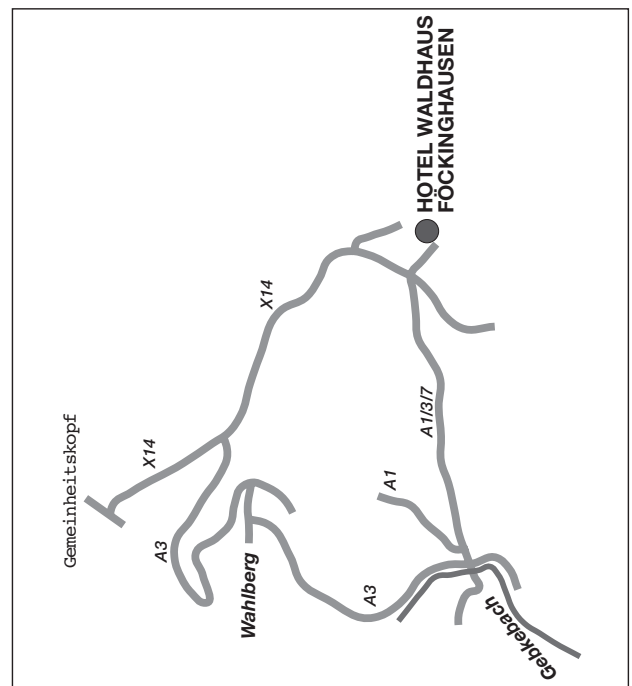 HOTEL WALDHAUS
FÖCKINGHAUSEN
X14
Gemeinheitskopf
X14
A1/3/7
A1
A3
Wahlberg
A3
Gebkebach